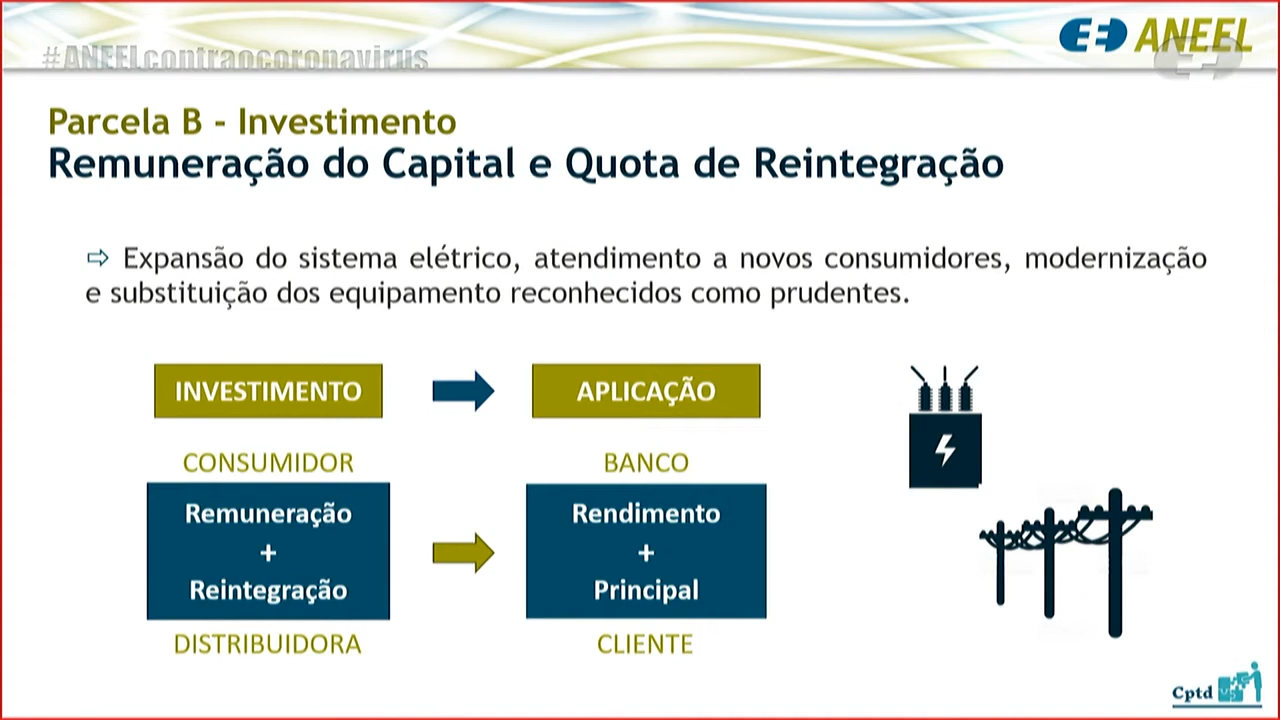 #ANEELcontraocoronavirus
ANEEL
Parcela B - Investimento
Remuneração do Capital e Quota de Reintegração
⇨ Expansão do sistema elétrico, atendimento a novos consumidores, modernização
e substituição dos equipamento reconhecidos como prudentes.
INVESTIMENTO
APLICAÇÃO
CONSUMIDOR
BANCO
Remuneração
+
Reintegração
Rendimento
+
Principal
DISTRIBUIDORA
CLIENTE
Cptd